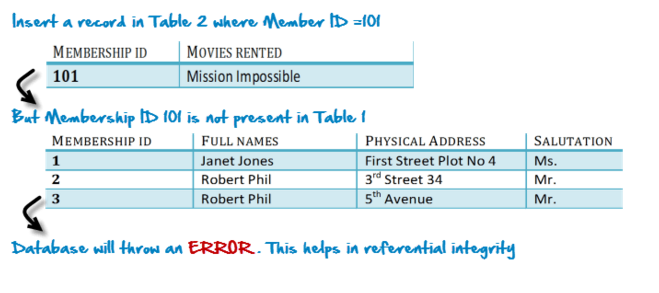 Insert a record in Table 2 where Member ID =101
MEMBERSHIP ID MOVIES RENTED
101 Mission Impossible
But Membership ID 101 is not present in Table 1
MEMBERSHIP ID FULL NAMES PHYSICAL ADDRESS SALUTATION
1 Janet Jones First Street Plot No 4 Ms.
2 Robert Phil 3rd Street 34 Mr.
3 Robert Phil 5th Avenue Mr.
Database will throw an ERROR. This helps in referential integrity